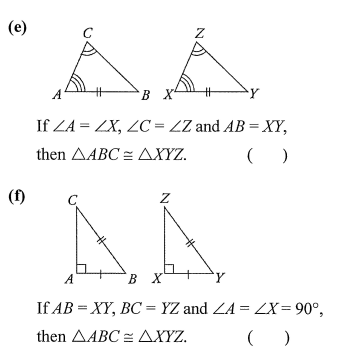 (e)
C Z
A B X Y
If ∠A = ∠X, ∠C = ∠Z and AB = XY,
then △ABC ≅ △XYZ. ( )
(f)
C Z
A B X Y
If AB = XY, BC = YZ and ∠A = ∠X = 90°,
then △ABC ≅ △XYZ. ( )